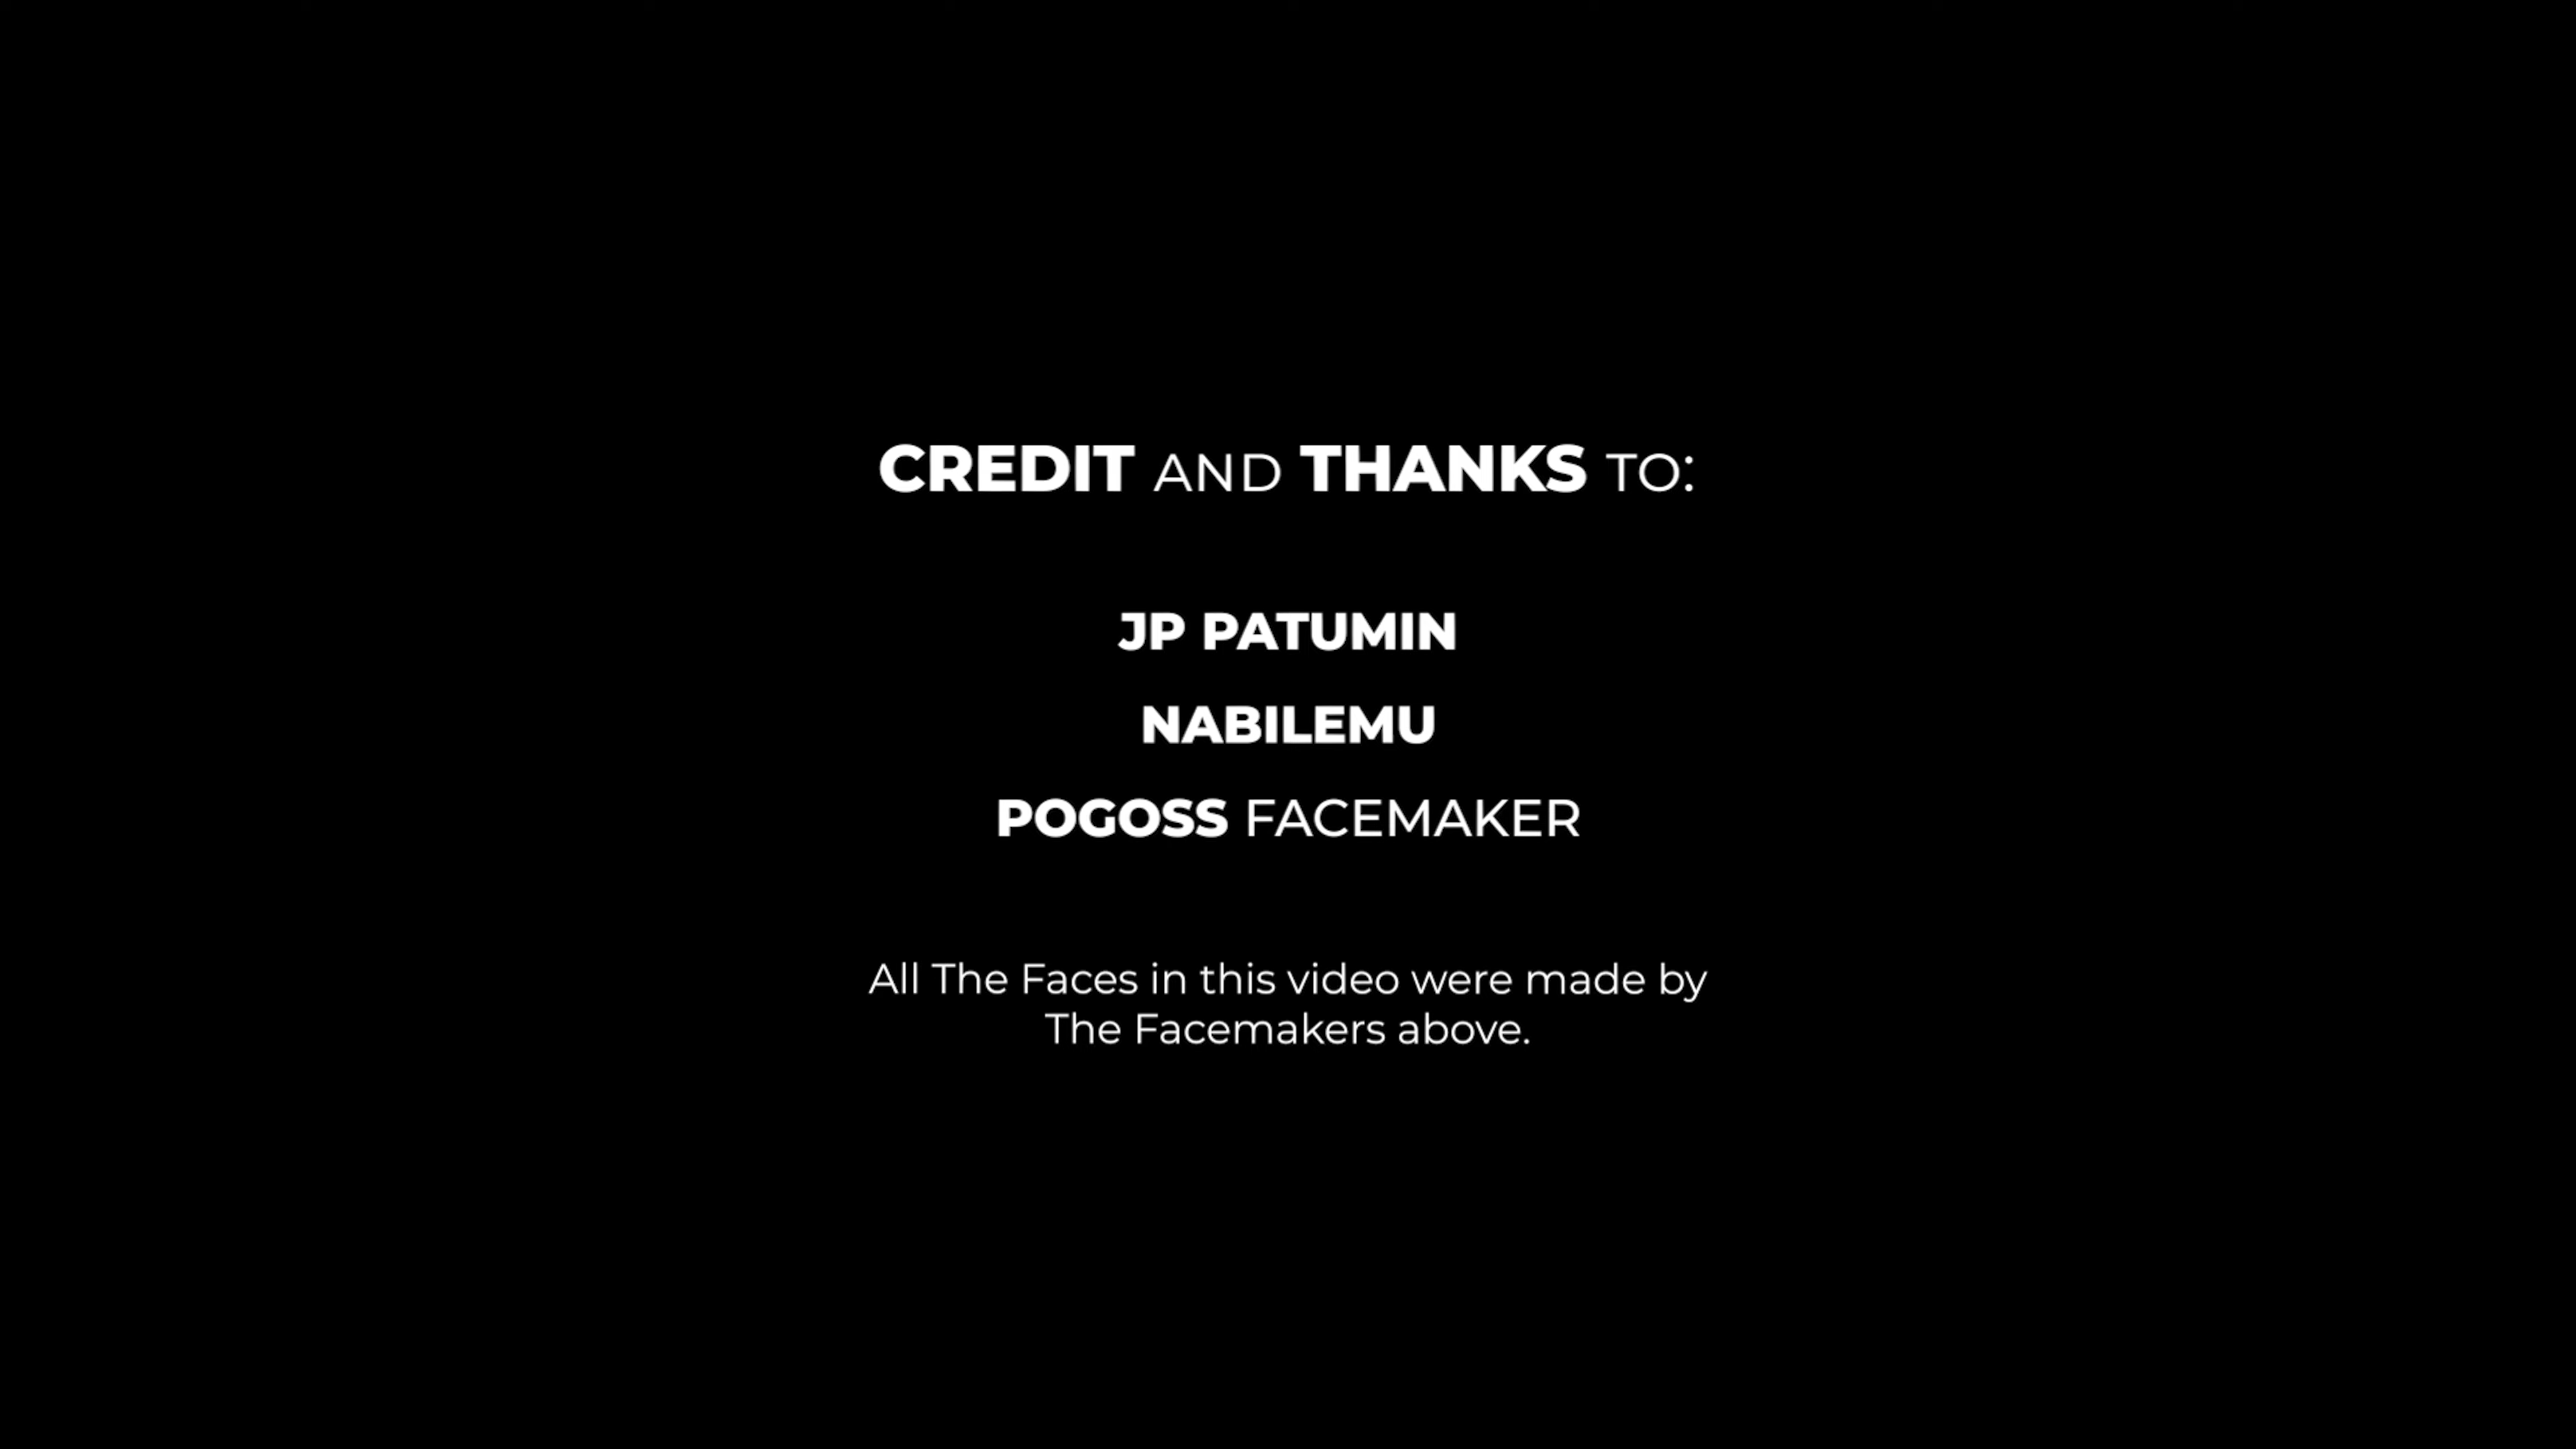 CREDIT AND THANKS TO:
JP PATUMIN
NABILEMU
POGOSS FACEMAKER
All The Faces in this video were made by
The Facemakers above.